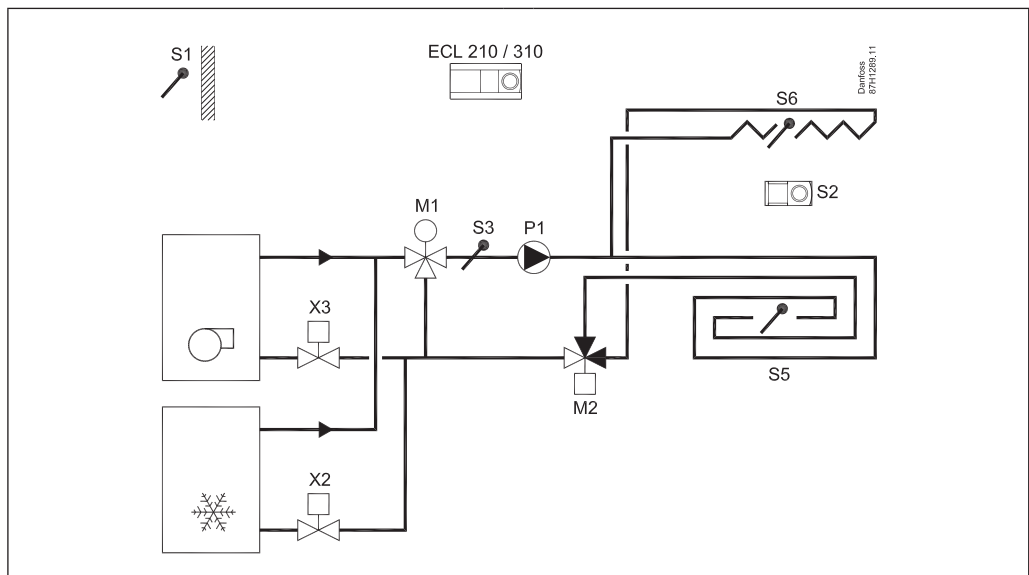 S1
ECL 210 / 310
Danfoss
87H1289.11
S6
S2
M1
S3
P1
X3
S5
M2
X2